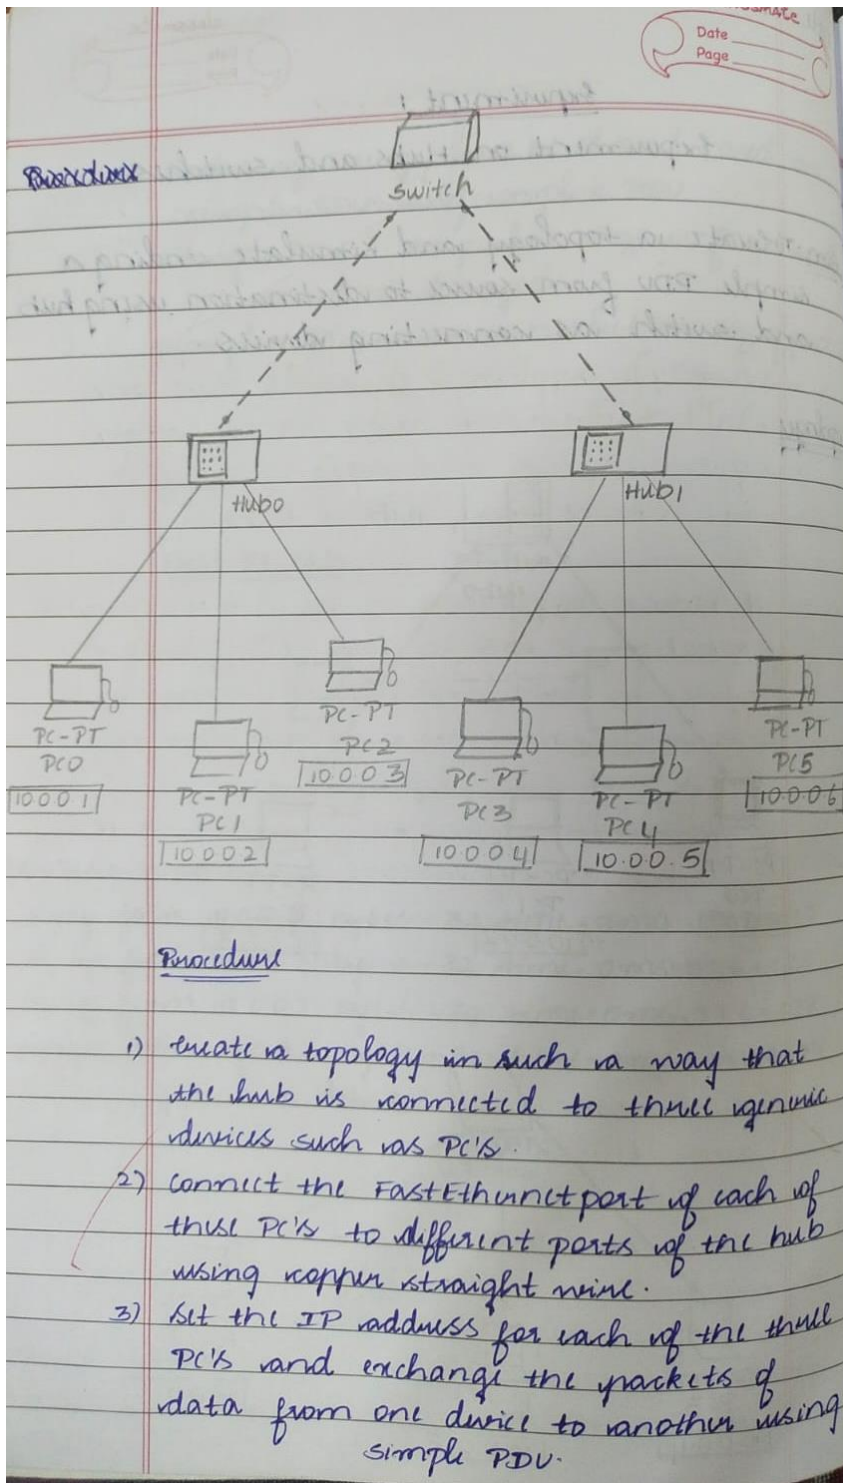 Date
Page
Switch
Hub0
Hub1
PC-PT
PC0
10.0.0.1
PC-PT
PC1
10.0.0.2
PC-PT
PC2
10.0.0.3
PC-PT
PC3
10.0.0.4
PC-PT
PC4
10.0.0.5
PC-PT
PC5
10.0.0.6
Procedure
1) Create a topology in such a way that
the hub is connected to three generic
devices such as PC's.
2) Connect the FastEthernet port of each of
these PC's to different ports of the hub
using copper straight wire.
3) Set the IP address for each of the three
PC's and exchange the packets of
data from one device to another using
simple PDU.